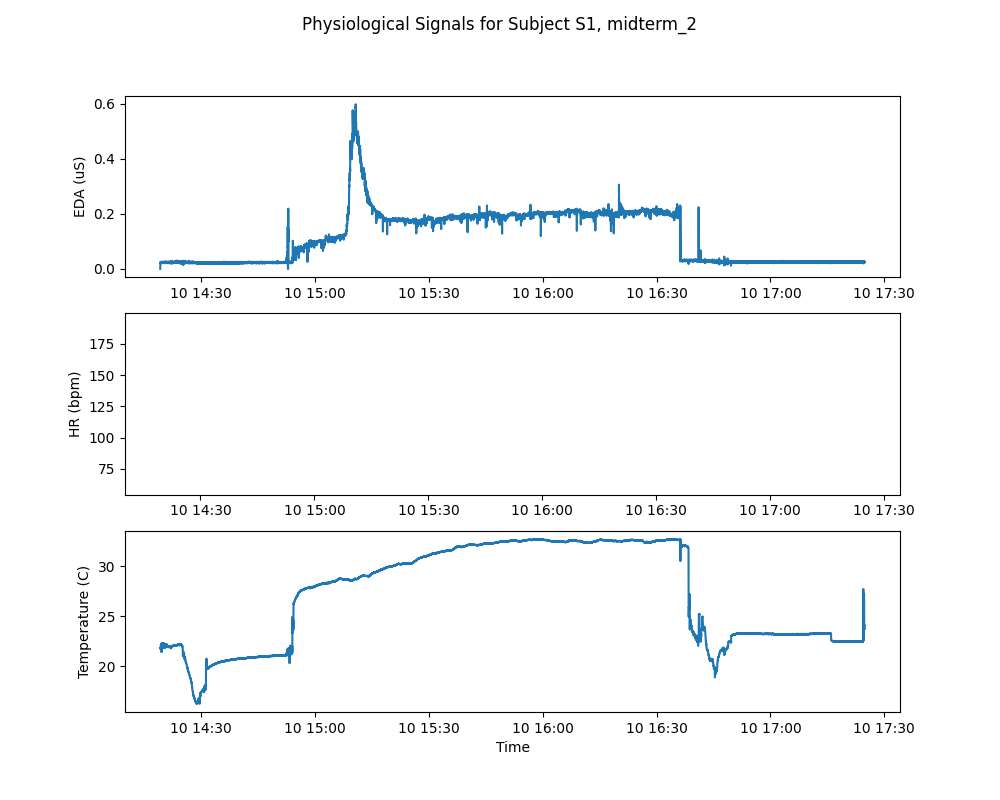 Physiological Signals for Subject S1, midterm_2
0.6
0.4
0.2
0.0
EDA (uS)
10 14:30 10 15:00 10 15:30 10 16:00 10 16:30 10 17:00 10 17:30
175
150
125
100
75
HR (bpm)
10 14:30 10 15:00 10 15:30 10 16:00 10 16:30 10 17:00 10 17:30
30
25
20
Temperature (C)
10 14:30 10 15:00 10 15:30 10 16:00 10 16:30 10 17:00 10 17:30
Time